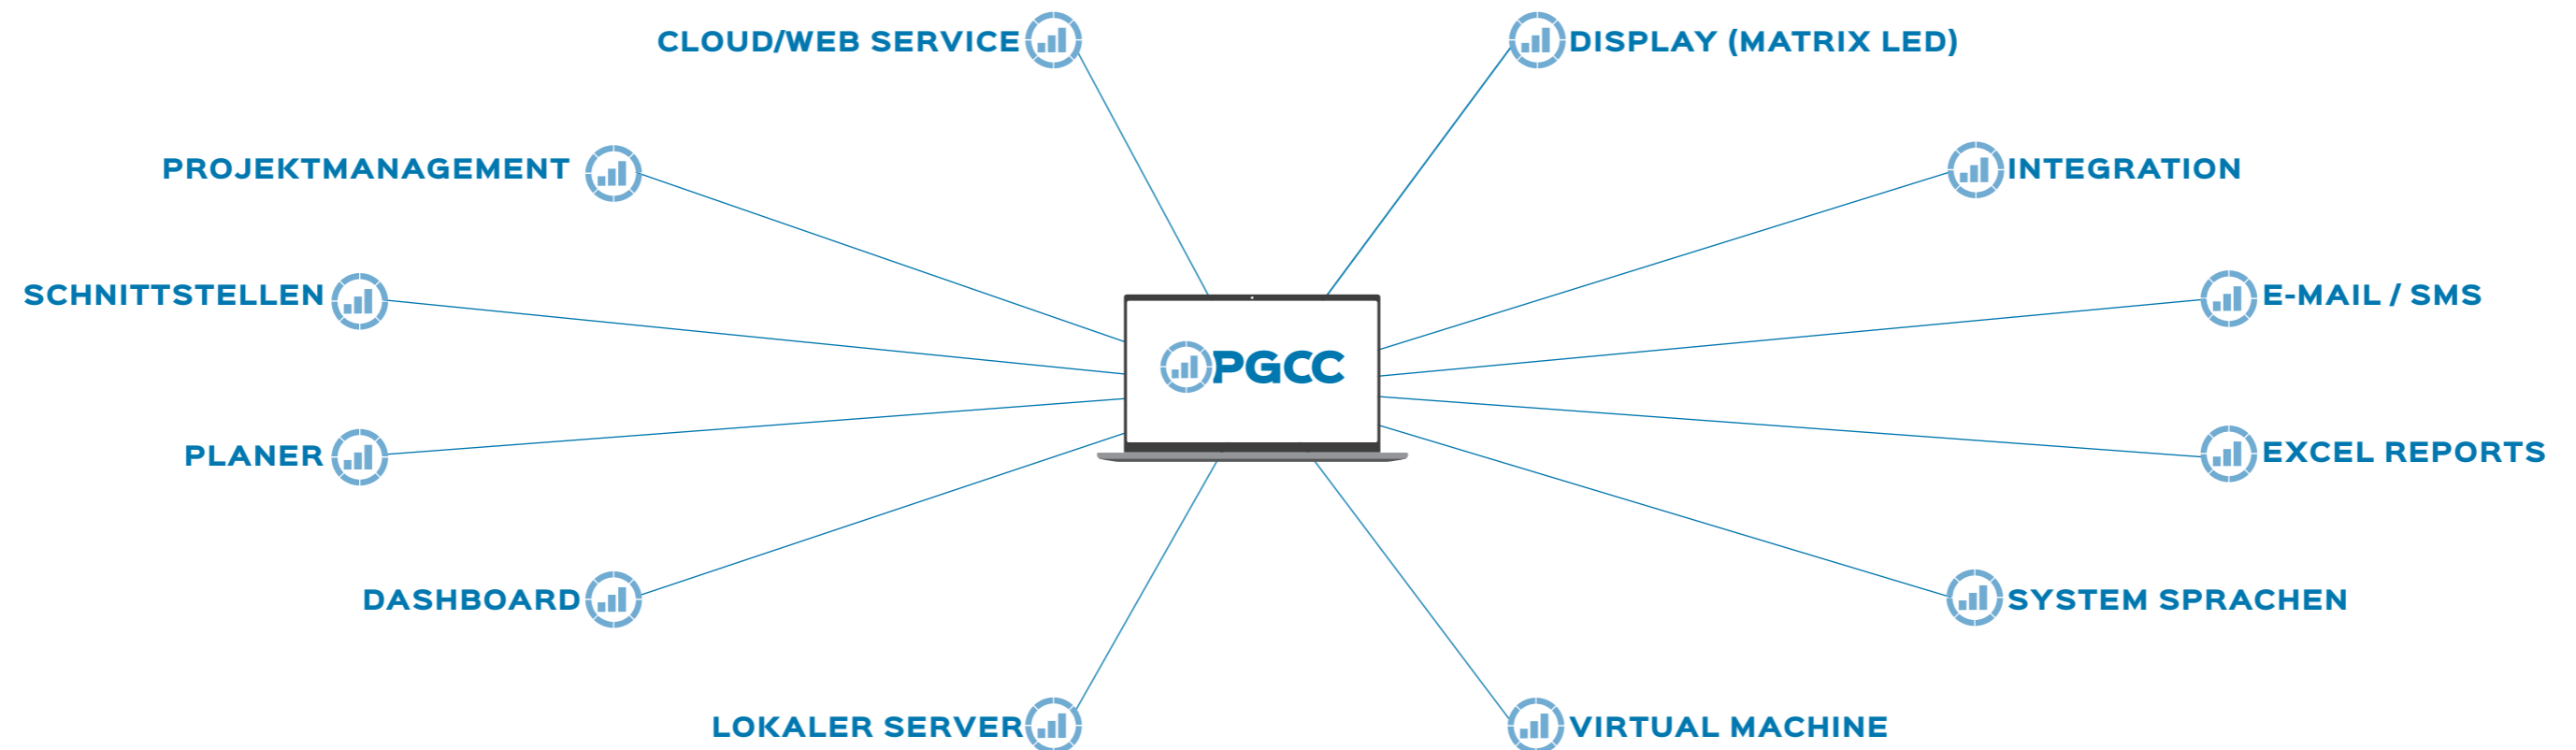 CLOUD/WEB SERVICE
DISPLAY (MATRIX LED)
PROJEKTMANAGEMENT
INTEGRATION
SCHNITTSTELLEN
E-MAIL / SMS
PGCC
PLANER
EXCEL REPORTS
DASHBOARD
SYSTEM SPRACHEN
LOKALER SERVER
VIRTUAL MACHINE